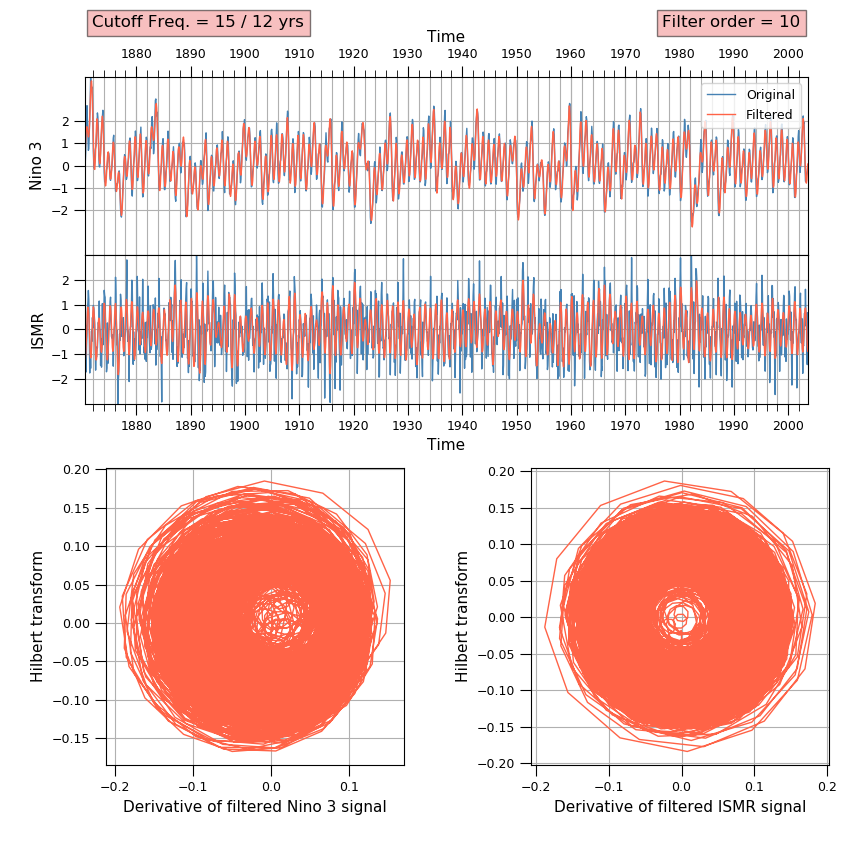 Cutoff Freq. = 15 / 12 yrs
Filter order = 10
Time
1880 1890 1900 1910 1920 1930 1940 1950 1960 1970 1980 1990 2000
Original
Filtered
Nino 3
2
1
0
−1
−2
ISMR
2
1
0
−1
−2
1880 1890 1900 1910 1920 1930 1940 1950 1960 1970 1980 1990 2000
Time
Hilbert transform
0.20
0.15
0.10
0.05
0.00
−0.05
−0.10
−0.15
−0.2 −0.1 0.0 0.1
Derivative of filtered Nino 3 signal
Hilbert transform
0.20
0.15
0.10
0.05
0.00
−0.05
−0.10
−0.15
−0.20
−0.2 −0.1 0.0 0.1 0.2
Derivative of filtered ISMR signal